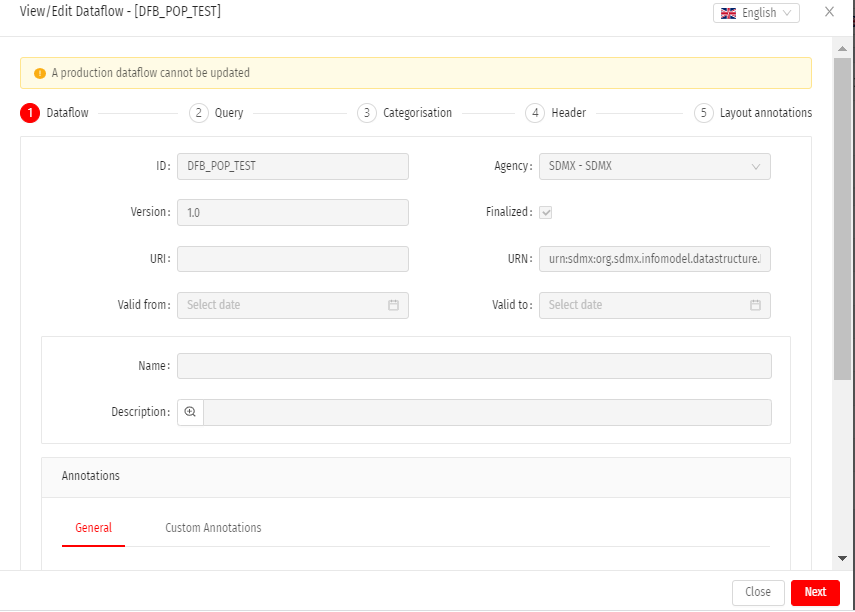 View/Edit Dataflow - [DFB_POP_TEST]
English
A production dataflow cannot be updated
1 Dataflow
2 Query
3 Categorisation
4 Header
5 Layout annotations
ID: DFB_POP_TEST
Agency: SDMX - SDMX
Version: 1.0
Finalized:
URI:
URN: urn:sdmx:org.sdmx.infomodel.datastructure.
Valid from: Select date
Valid to: Select date
Name:
Description:
Annotations
General
Custom Annotations
Close
Next